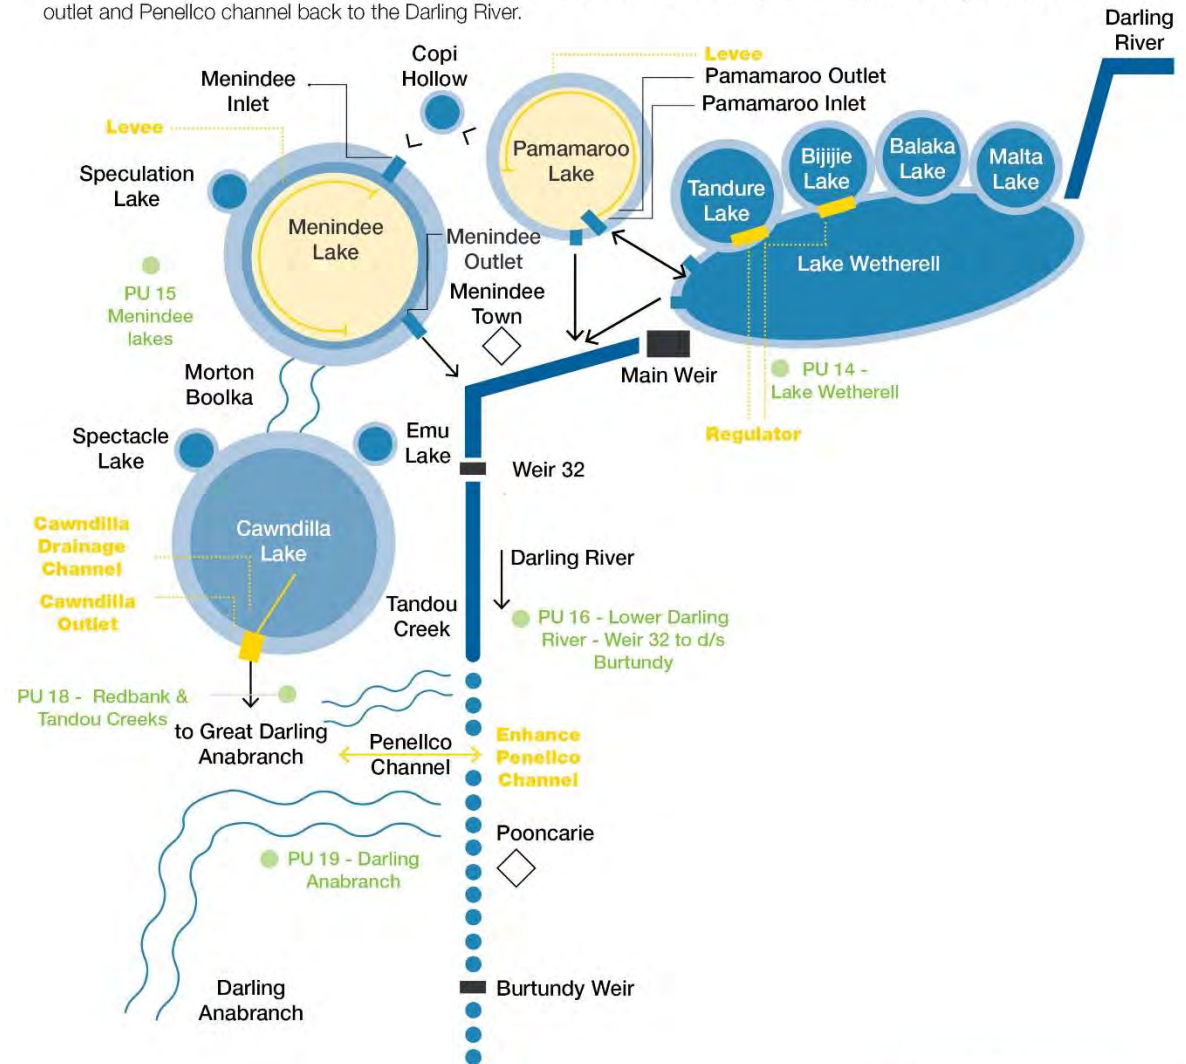 outlet and Penellco channel back to the Darling River.
Darling
River
Copi
Hollow
Levee
Menindee
Inlet
Pamamaroo Outlet
Pamamaroo Inlet
Levee
Speculation
Lake
Pamamaroo
Lake
Tandure
Lake
Bijijie
Lake
Balaka
Lake
Malta
Lake
Menindee
Lake
Menindee
Outlet
Menindee
Town
Lake Wetherell
PU 15
Menindee
lakes
Main Weir
PU 14 -
Lake Wetherell
Regulator
Morton
Boolka
Spectacle
Lake
Emu
Lake
Weir 32
Cawndilla
Lake
Cawndilla
Drainage
Channel
Cawndilla
Outlet
Darling River
Tandou
Creek
PU 16 - Lower Darling
River - Weir 32 to d/s
Burtundy
PU 18 - Redbank &
Tandou Creeks
to Great Darling
Anabranch
Penellco
Channel
Enhance
Penellco
Channel
Pooncarie
PU 19 - Darling
Anabranch
Darling
Anabranch
Burtundy Weir